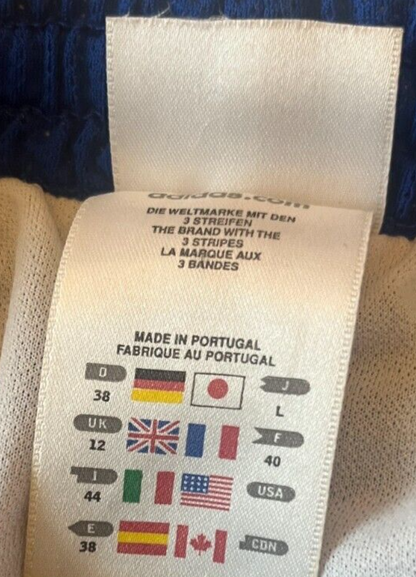 adidas.com
DIE WELTMARKE MIT DEN
3 STREIFEN
THE BRAND WITH THE
3 STRIPES
LA MARQUE AUX
3 BANDES
MADE IN PORTUGAL
FABRIQUE AU PORTUGAL
D J
38 L
UK F
12 40
I USA
44
E CDN
38